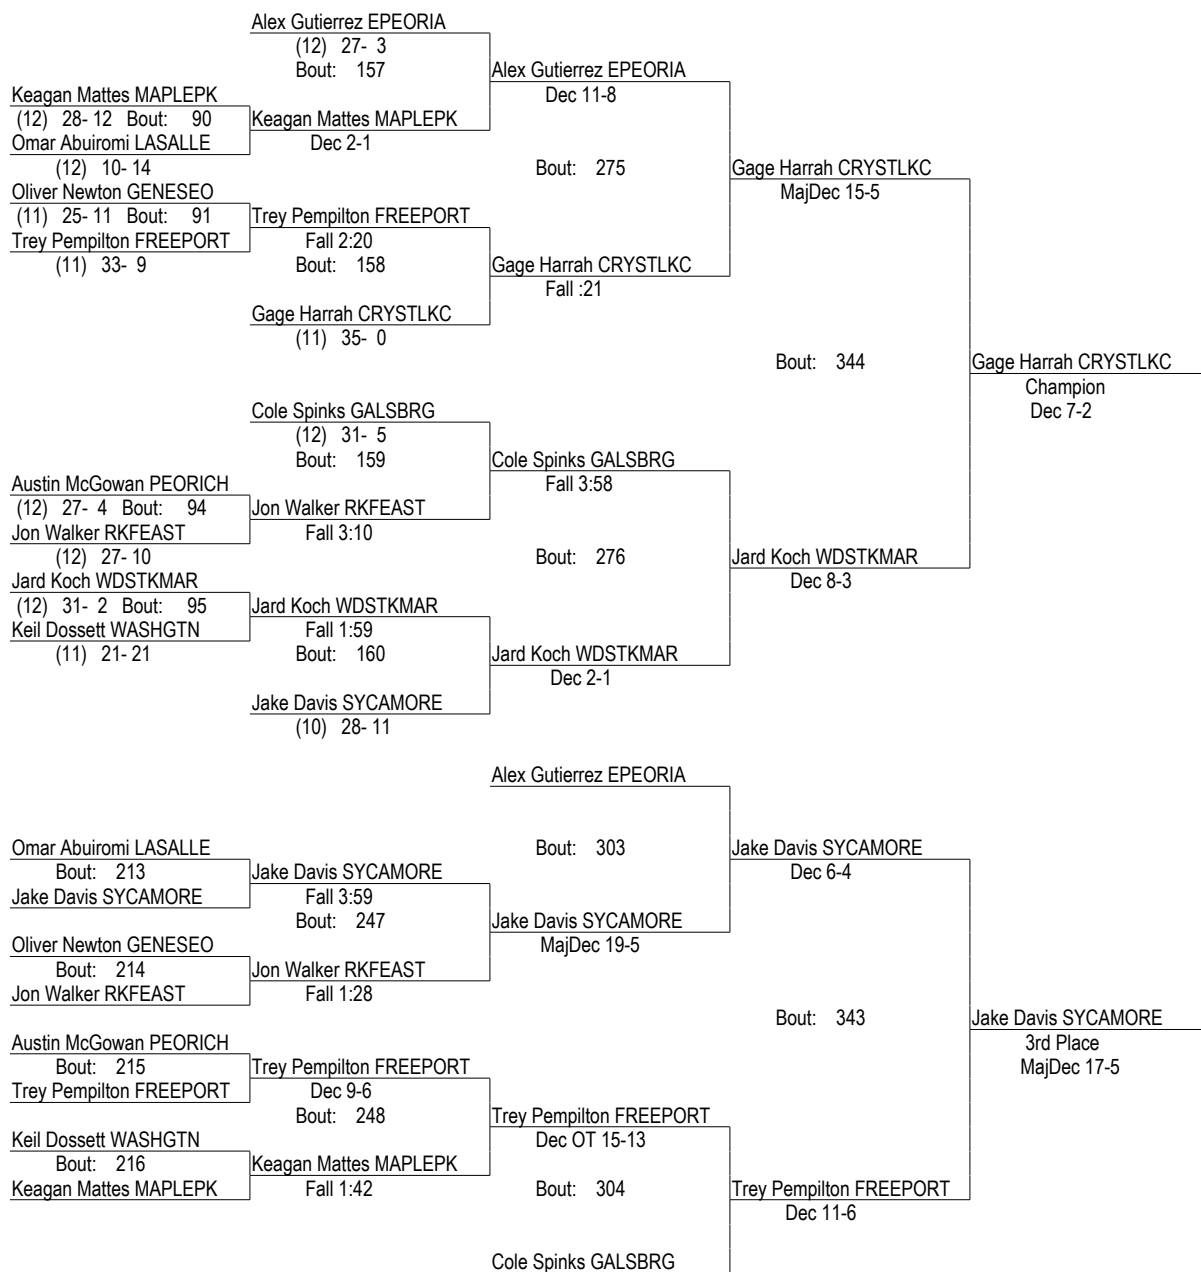 Alex Gutierrez EPEORIA
(12) 27- 3
Bout: 157
Alex Gutierrez EPEORIA
Dec 11-8
Keagan Mattes MAPLEPK
(12) 28- 12 Bout: 90
Keagan Mattes MAPLEPK
Omar Abuiromi LASALLE
Dec 2-1
(12) 10- 14
Bout: 275
Gage Harrah CRYSTLKC
MajDec 15-5
Oliver Newton GENESEO
(11) 25- 11 Bout: 91
Trey Pempilton FREEPORT
Trey Pempilton FREEPORT
Fall 2:20
(11) 33- 9
Bout: 158
Gage Harrah CRYSTLKC
Fall :21
Gage Harrah CRYSTLKC
(11) 35- 0
Bout: 344
Gage Harrah CRYSTLKC
Champion
Dec 7-2
Cole Spinks GALSBRG
(12) 31- 5
Bout: 159
Cole Spinks GALSBRG
Fall 3:58
Austin McGowan PEORICH
(12) 27- 4 Bout: 94
Jon Walker RKFEAST
Jon Walker RKFEAST
Fall 3:10
(12) 27- 10
Bout: 276
Jard Koch WDSTKMAR
Dec 8-3
Jard Koch WDSTKMAR
(12) 31- 2 Bout: 95
Jard Koch WDSTKMAR
Keil Dossett WASHGTN
Fall 1:59
(11) 21- 21
Bout: 160
Jard Koch WDSTKMAR
Dec 2-1
Jake Davis SYCAMORE
(10) 28- 11
Alex Gutierrez EPEORIA
Omar Abuiromi LASALLE
Bout: 303
Jake Davis SYCAMORE
Dec 6-4
Bout: 213
Jake Davis SYCAMORE
Jake Davis SYCAMORE
Fall 3:59
Bout: 247
Jake Davis SYCAMORE
MajDec 19-5
Oliver Newton GENESEO
Bout: 214
Jon Walker RKFEAST
Jon Walker RKFEAST
Fall 1:28
Bout: 343
Jake Davis SYCAMORE
3rd Place
MajDec 17-5
Austin McGowan PEORICH
Bout: 215
Trey Pempilton FREEPORT
Trey Pempilton FREEPORT
Dec 9-6
Bout: 248
Trey Pempilton FREEPORT
Dec OT 15-13
Keil Dossett WASHGTN
Bout: 216
Keagan Mattes MAPLEPK
Keagan Mattes MAPLEPK
Fall 1:42
Bout: 304
Trey Pempilton FREEPORT
Dec 11-6
Cole Spinks GALSBRG